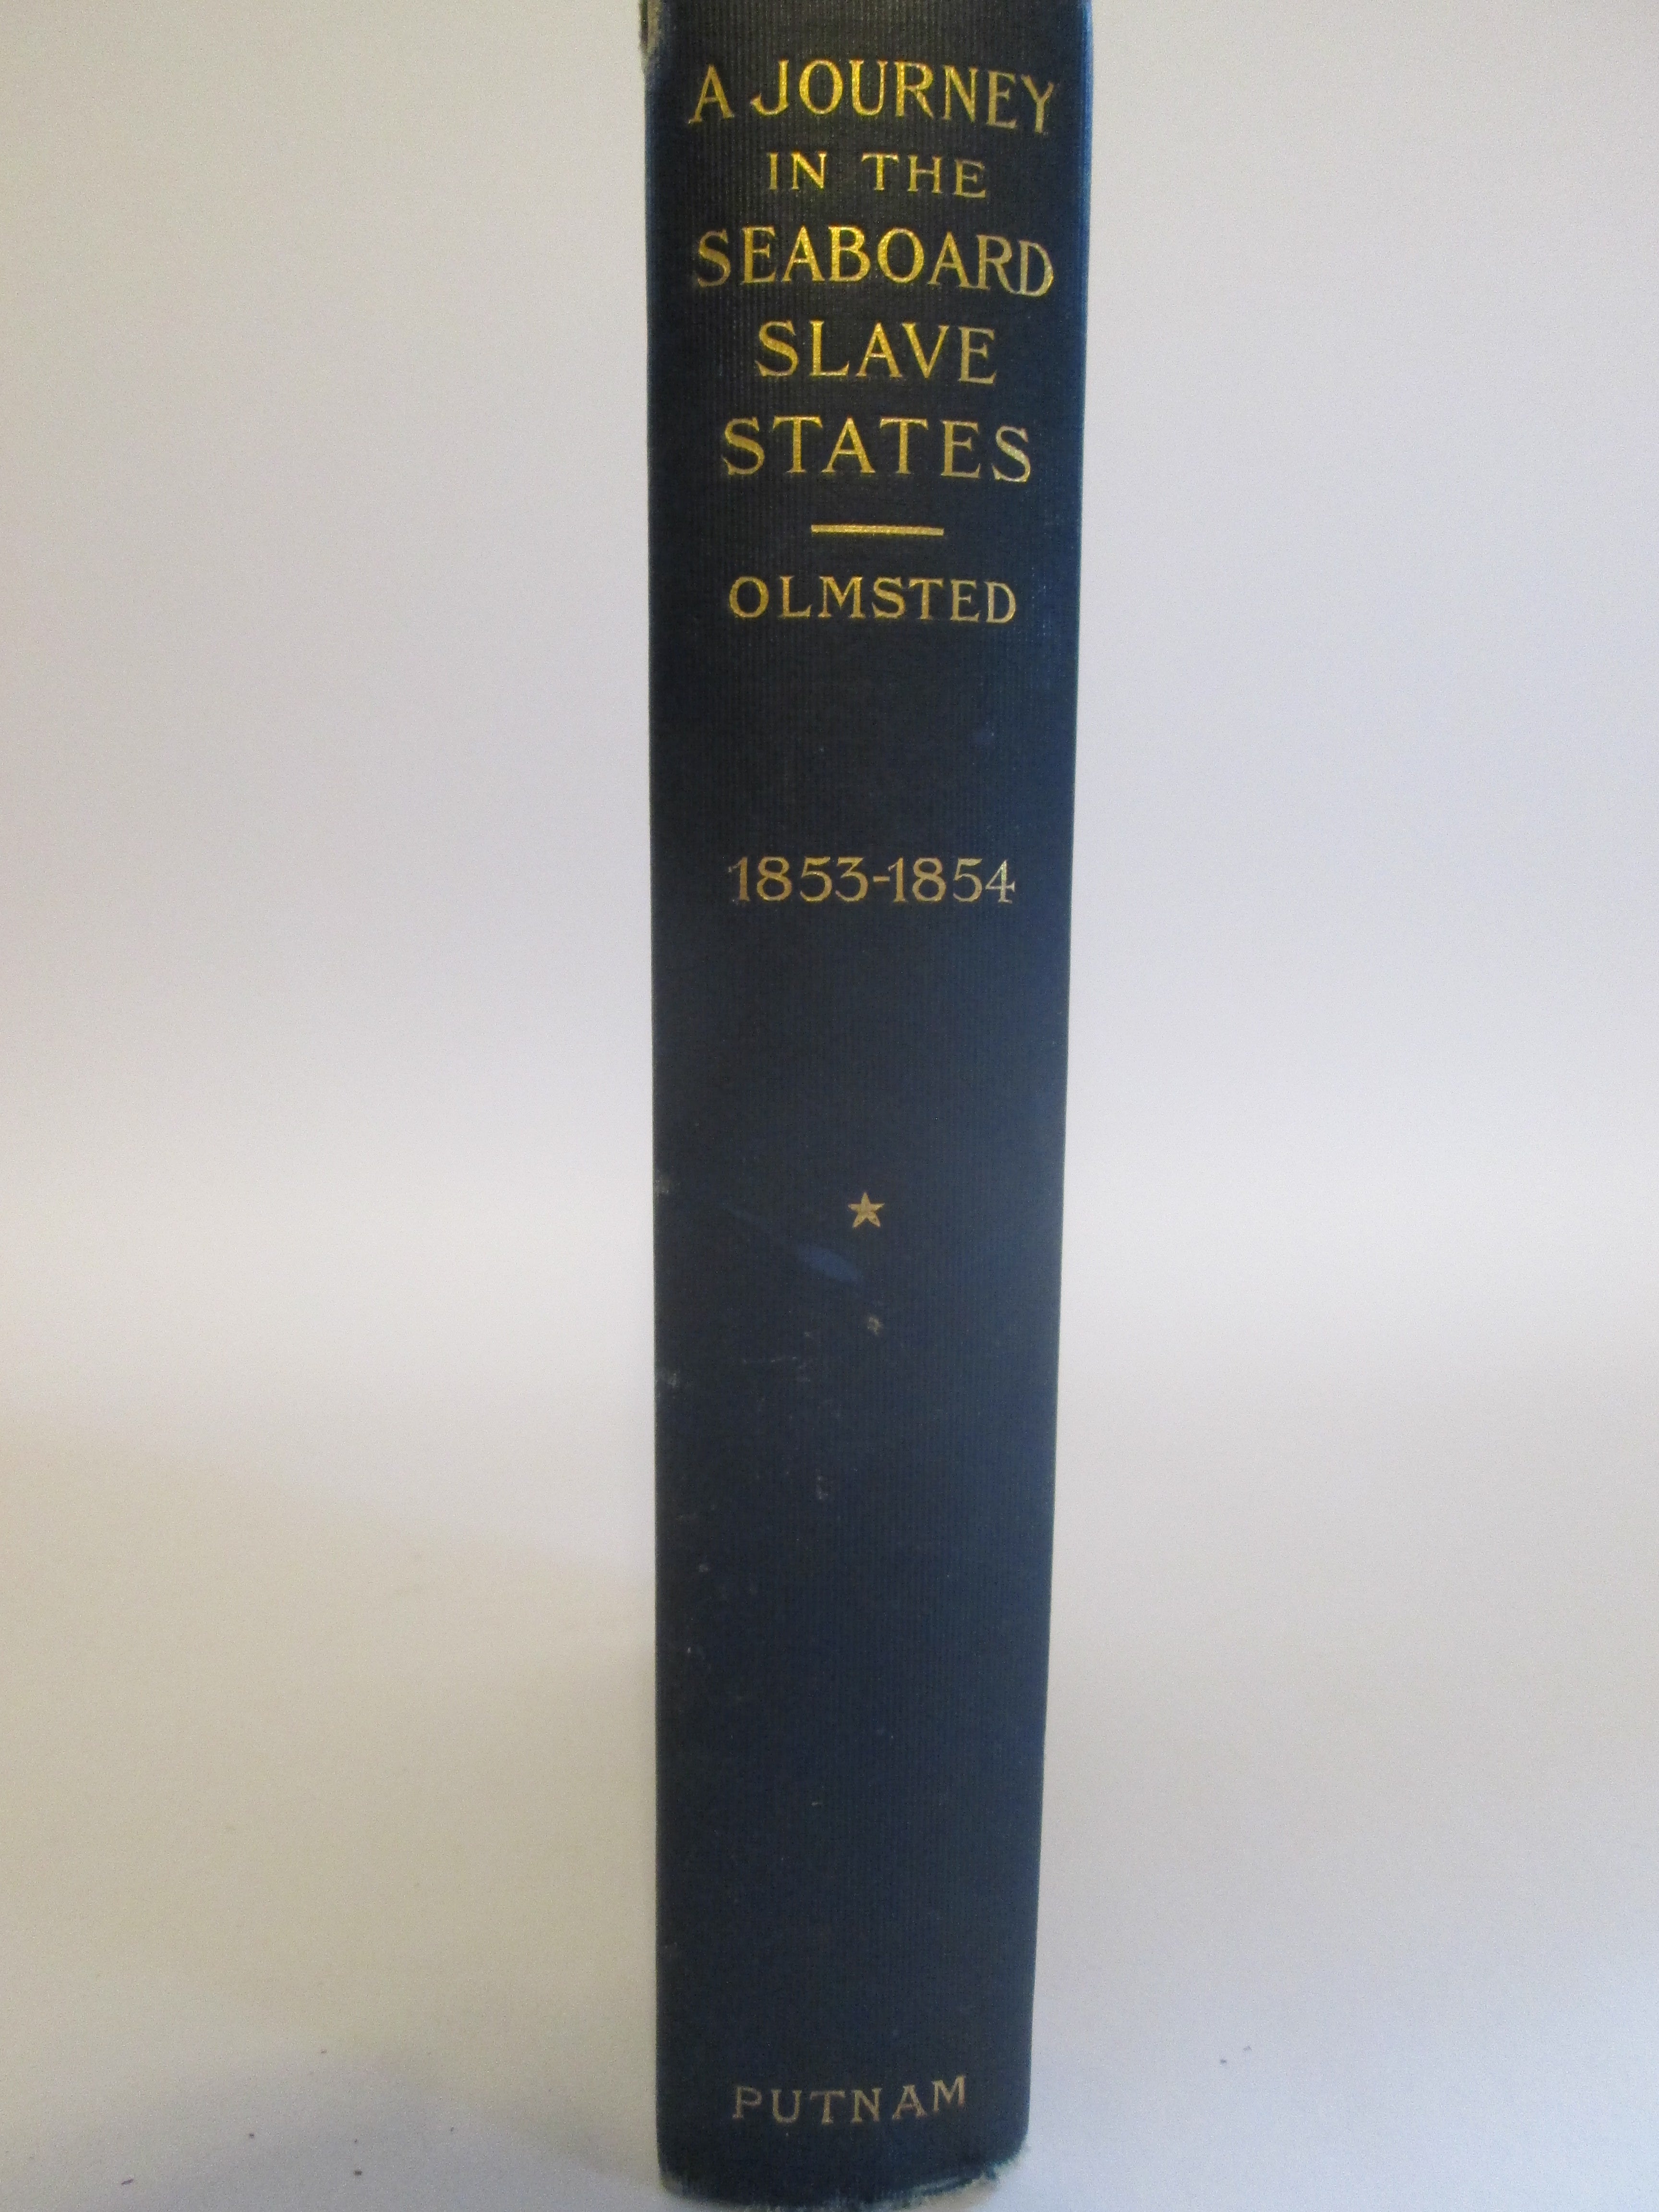 A JOURNEY
IN THE
SEABOARD
SLAVE
STATES
OLMSTED
1853-1854
PUTNAM